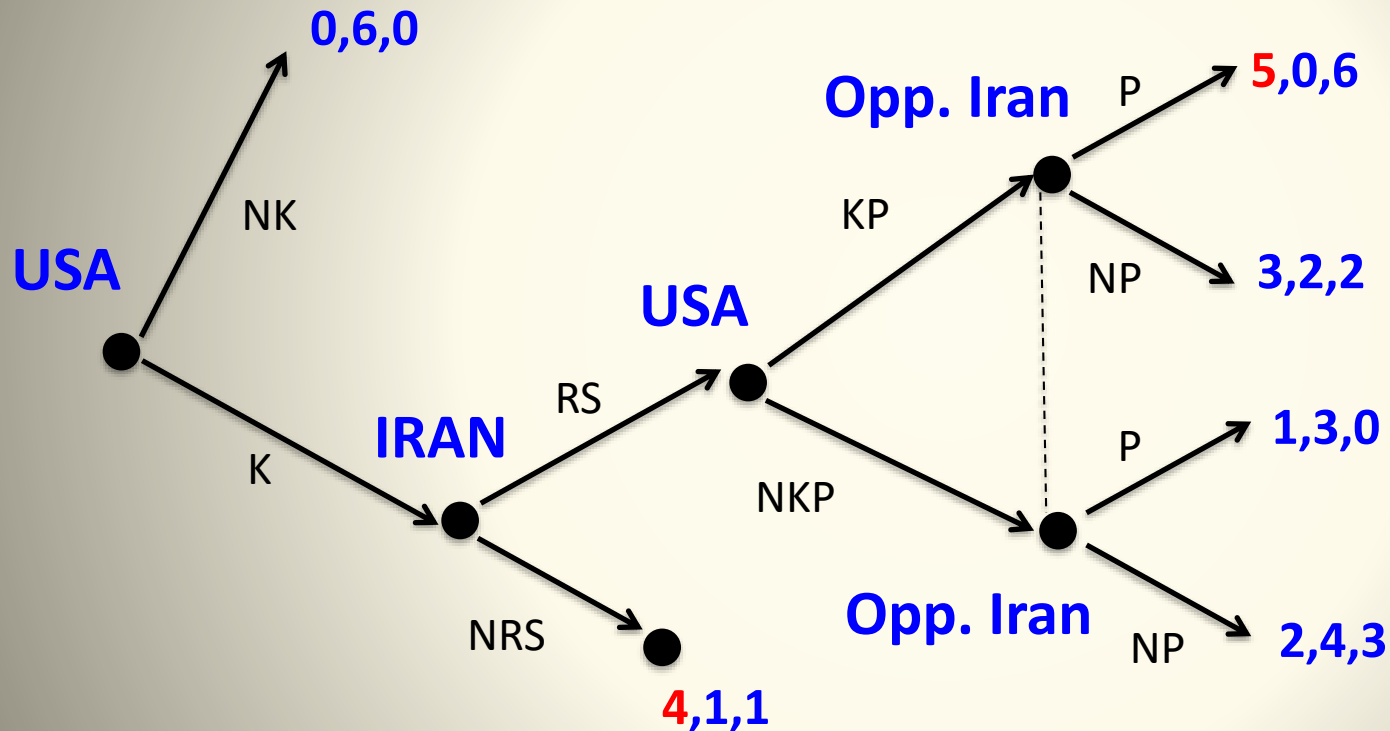 0,6,0
5,0,6
P
Opp. Iran
NK
KP
USA
NP
3,2,2
USA
RS
IRAN
1,3,0
P
K
NKP
Opp. Iran
NRS
NP
2,4,3
4,1,1